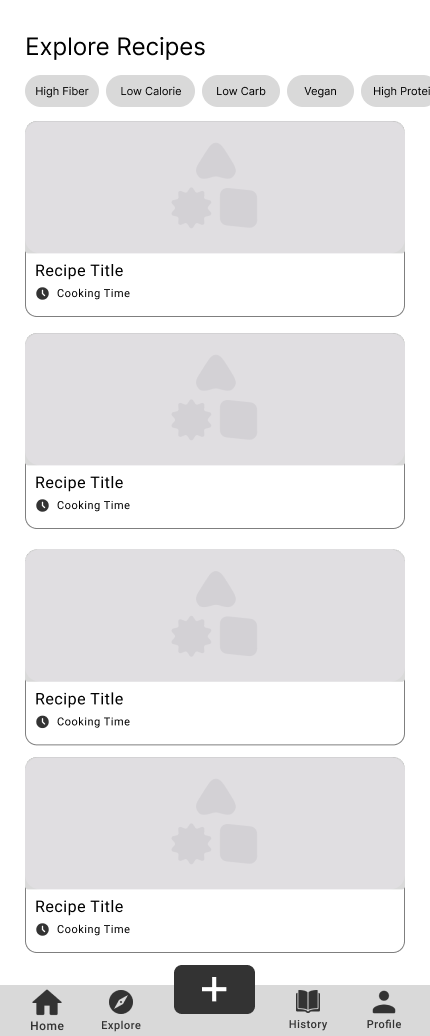 Explore Recipes
High Fiber Low Calorie Low Carb Vegan High Protei
Recipe Title
Cooking Time
Recipe Title
Cooking Time
Recipe Title
Cooking Time
Recipe Title
Cooking Time
Home Explore History Profile